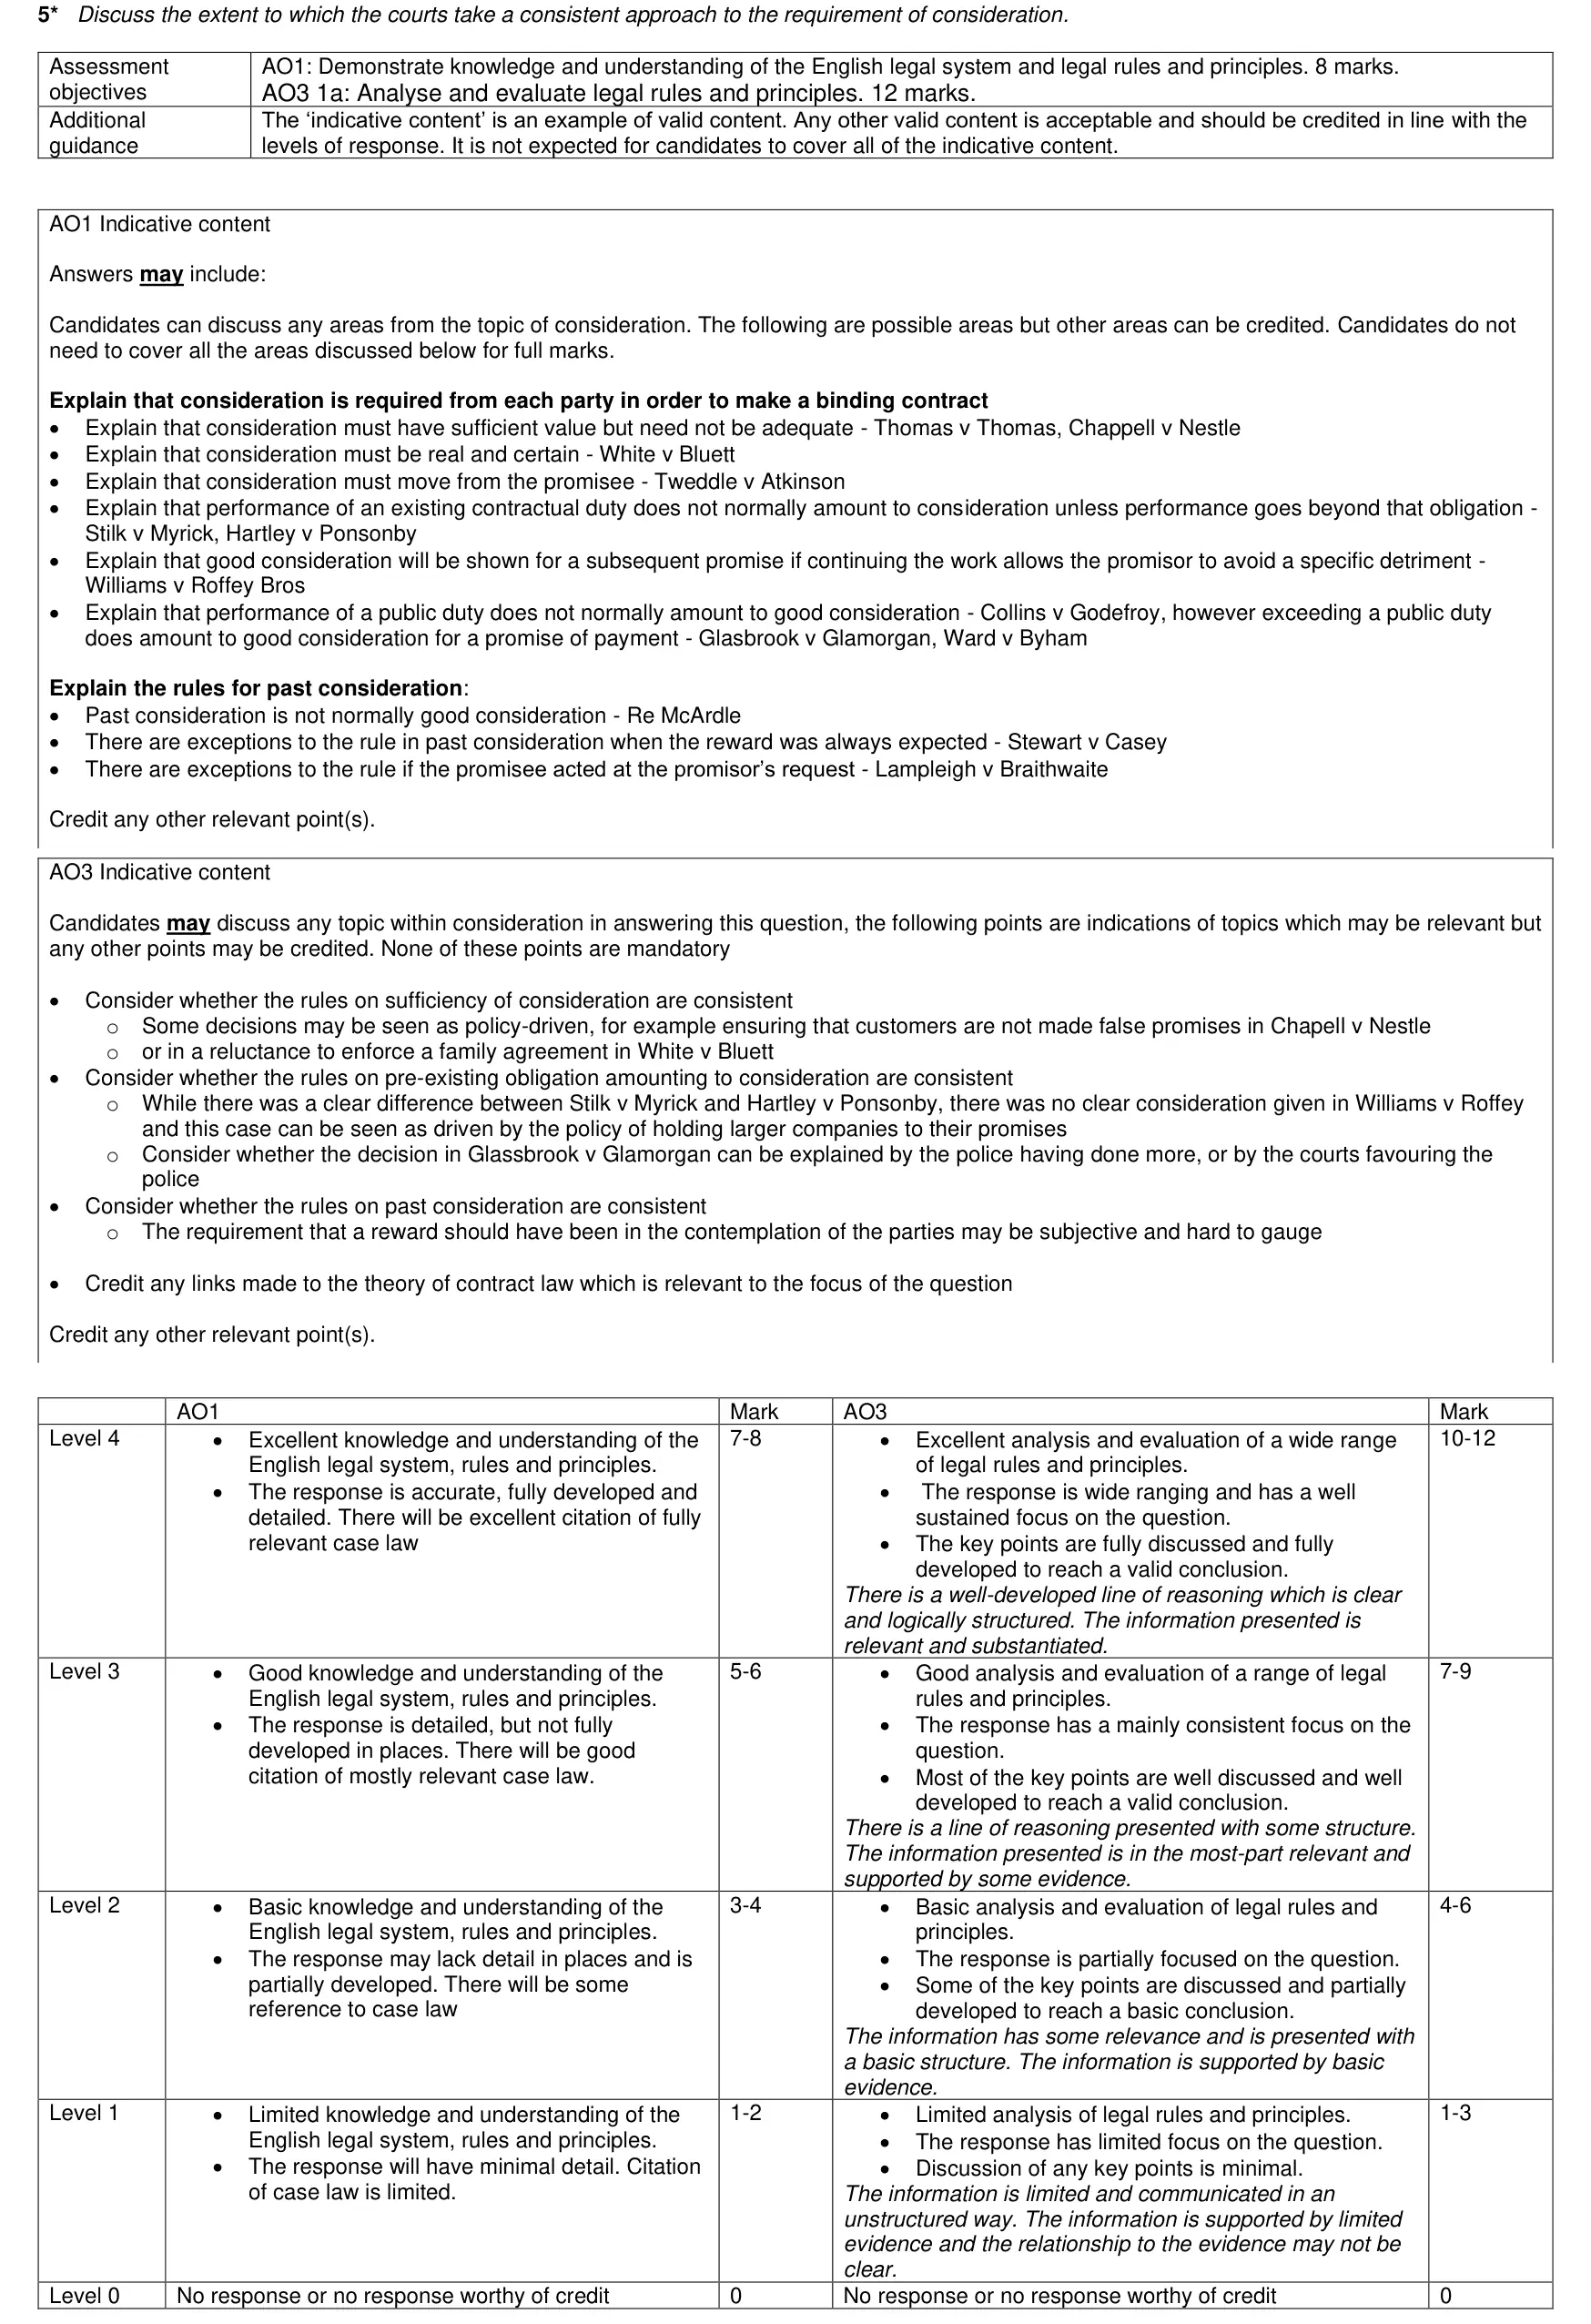 5* Discuss the extent to which the courts take a consistent approach to the requirement of consideration.
Assessment objectives
AO1: Demonstrate knowledge and understanding of the English legal system and legal rules and principles. 8 marks.
AO3 1a: Analyse and evaluate legal rules and principles. 12 marks.
Additional guidance
The ‘indicative content’ is an example of valid content. Any other valid content is acceptable and should be credited in line with the
levels of response. It is not expected for candidates to cover all of the indicative content.
AO1 Indicative content
Answers may include:
Candidates can discuss any areas from the topic of consideration. The following are possible areas but other areas can be credited. Candidates do not
need to cover all the areas discussed below for full marks.
Explain that consideration is required from each party in order to make a binding contract
• Explain that consideration must have sufficient value but need not be adequate - Thomas v Thomas, Chappell v Nestle
• Explain that consideration must be real and certain - White v Bluett
• Explain that consideration must move from the promisee - Tweddle v Atkinson
• Explain that performance of an existing contractual duty does not normally amount to consideration unless performance goes beyond that obligation -
Stilk v Myrick, Hartley v Ponsonby
• Explain that good consideration will be shown for a subsequent promise if continuing the work allows the promisor to avoid a specific detriment -
Williams v Roffey Bros
• Explain that performance of a public duty does not normally amount to good consideration - Collins v Godefroy, however exceeding a public duty
does amount to good consideration for a promise of payment - Glasbrook v Glamorgan, Ward v Byham
Explain the rules for past consideration:
• Past consideration is not normally good consideration - Re McArdle
• There are exceptions to the rule in past consideration when the reward was always expected - Stewart v Casey
• There are exceptions to the rule if the promisee acted at the promisor’s request - Lampleigh v Braithwaite
Credit any other relevant point(s).
AO3 Indicative content
Candidates may discuss any topic within consideration in answering this question, the following points are indications of topics which may be relevant but
any other points may be credited. None of these points are mandatory
• Consider whether the rules on sufficiency of consideration are consistent
o Some decisions may be seen as policy-driven, for example ensuring that customers are not made false promises in Chapell v Nestle
o or in a reluctance to enforce a family agreement in White v Bluett
• Consider whether the rules on pre-existing obligation amounting to consideration are consistent
o While there was a clear difference between Stilk v Myrick and Hartley v Ponsonby, there was no clear consideration given in Williams v Roffey
and this case can be seen as driven by the policy of holding larger companies to their promises
o Consider whether the decision in Glassbrook v Glamorgan can be explained by the police having done more, or by the courts favouring the
police
• Consider whether the rules on past consideration are consistent
o The requirement that a reward should have been in the contemplation of the parties may be subjective and hard to gauge
• Credit any links made to the theory of contract law which is relevant to the focus of the question
Credit any other relevant point(s).
AO1 Mark AO3 Mark
Level 4
• Excellent knowledge and understanding of the
English legal system, rules and principles.
• The response is accurate, fully developed and
detailed. There will be excellent citation of fully
relevant case law
7-8
• Excellent analysis and evaluation of a wide range
of legal rules and principles.
• The response is wide ranging and has a well
sustained focus on the question.
• The key points are fully discussed and fully
developed to reach a valid conclusion.
There is a well-developed line of reasoning which is clear
and logically structured. The information presented is
relevant and substantiated.
10-12
Level 3
• Good knowledge and understanding of the
English legal system, rules and principles.
• The response is detailed, but not fully
developed in places. There will be good
citation of mostly relevant case law.
5-6
• Good analysis and evaluation of a range of legal
rules and principles.
• The response has a mainly consistent focus on the
question.
• Most of the key points are well discussed and well
developed to reach a valid conclusion.
There is a line of reasoning presented with some structure.
The information presented is in the most-part relevant and
supported by some evidence.
7-9
Level 2
• Basic knowledge and understanding of the
English legal system, rules and principles.
• The response may lack detail in places and is
partially developed. There will be some
reference to case law
3-4
• Basic analysis and evaluation of legal rules and
principles.
• The response is partially focused on the question.
• Some of the key points are discussed and partially
developed to reach a basic conclusion.
The information has some relevance and is presented with
a basic structure. The information is supported by basic
evidence.
4-6
Level 1
• Limited knowledge and understanding of the
English legal system, rules and principles.
• The response will have minimal detail. Citation
of case law is limited.
1-2
• Limited analysis of legal rules and principles.
• The response has limited focus on the question.
• Discussion of any key points is minimal.
The information is limited and communicated in an
unstructured way. The information is supported by limited
evidence and the relationship to the evidence may not be
clear.
1-3
Level 0
No response or no response worthy of credit
0
No response or no response worthy of credit
0